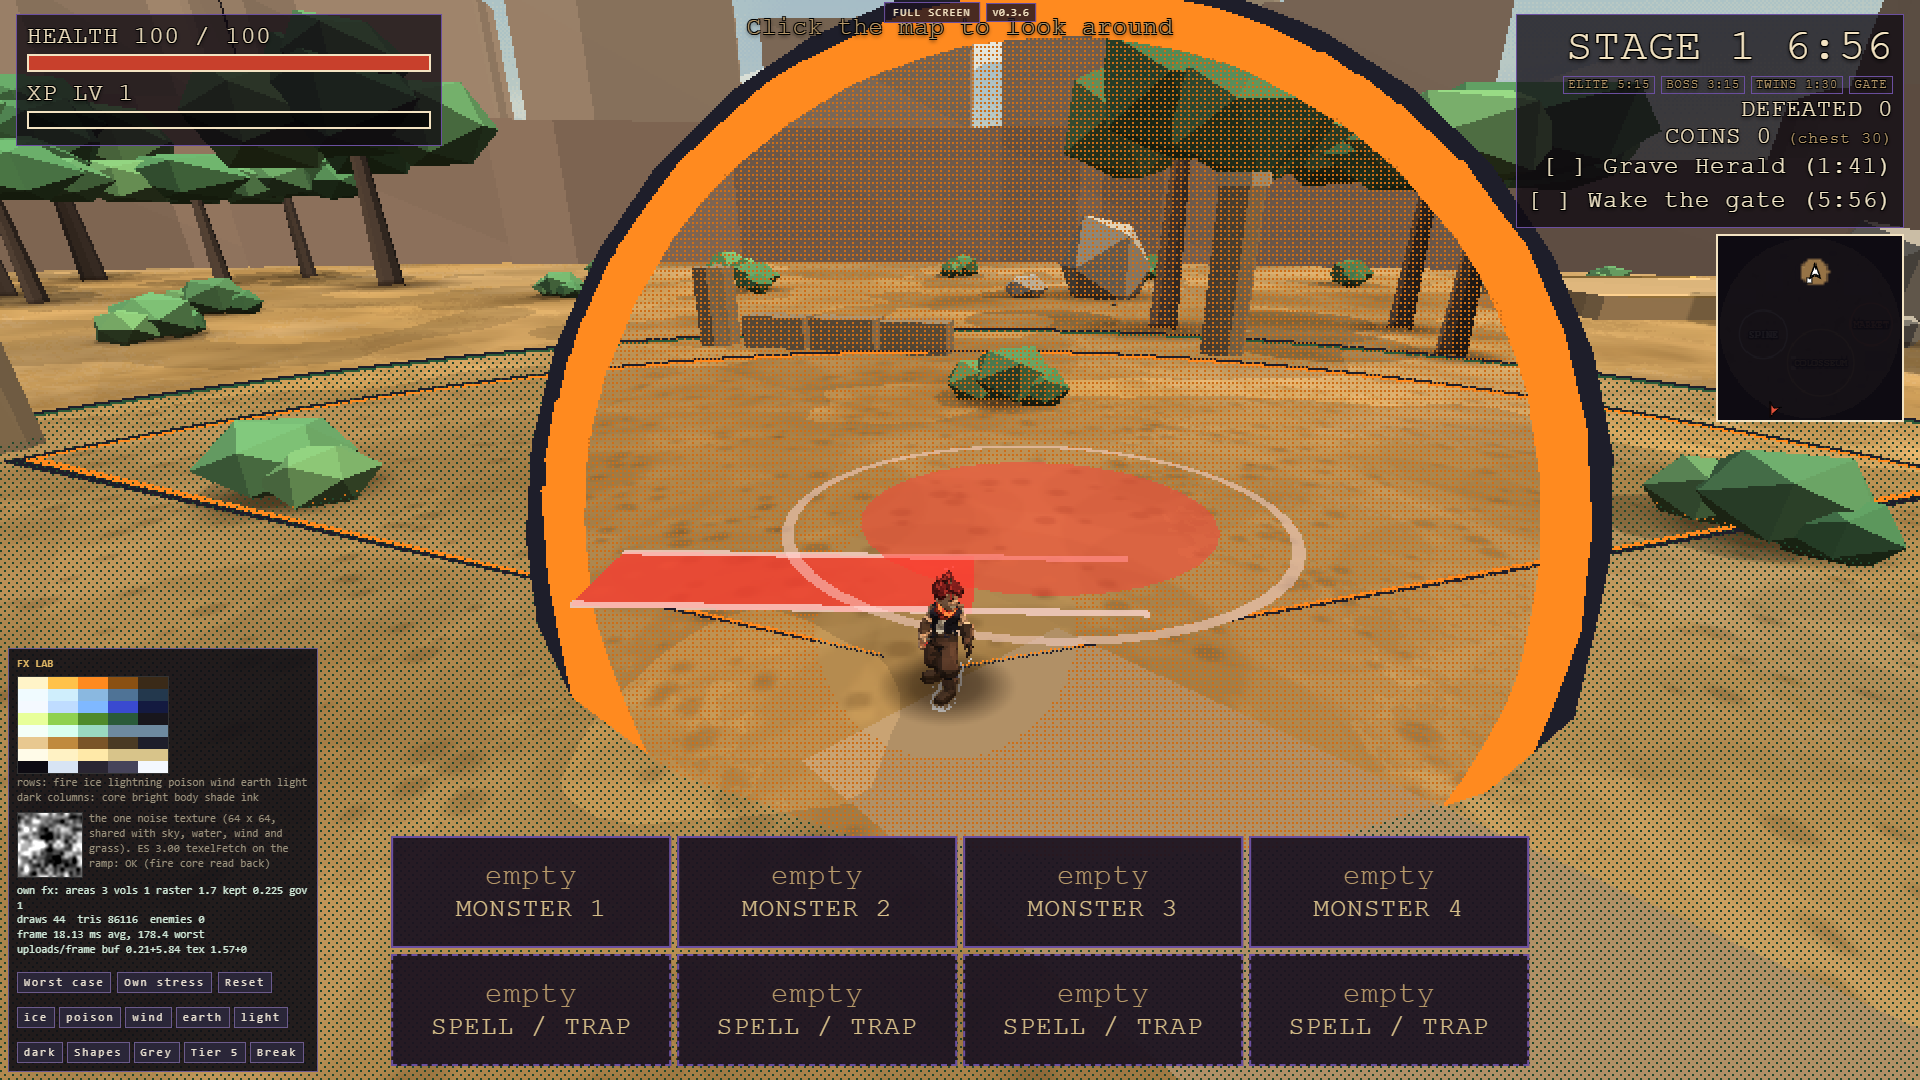 FULL SCREEN
v0.3.6
Click the map to look around
HEALTH 100 / 100
XP LV 1
STAGE 1 6:56
ELITE 5:15
BOSS 3:15
TWINS 1:30
GATE
DEFEATED 0
COINS 0 (chest 30)
[ ] Grave Herald (1:41)
[ ] Wake the gate (5:56)
FX LAB
rows: fire ice lightning poison wind earth light
dark columns: core bright body shade ink
the one noise texture (64 x 64,
shared with sky, water, wind and
grass). ES 3.00 texelFetch on the
ramp: OK (fire core read back)
own fx: areas 3 vols 1 raster 1.7 kept 0.225 gov
1
draws 44 tris 86116 enemies 0
frame 18.13 ms avg, 178.4 worst
uploads/frame buf 0.21+5.84 tex 1.57+0
Worst case
Own stress
Reset
ice
poison
wind
earth
light
dark
Shapes
Grey
Tier 5
Break
empty
MONSTER 1
empty
MONSTER 2
empty
MONSTER 3
empty
MONSTER 4
empty
SPELL / TRAP
empty
SPELL / TRAP
empty
SPELL / TRAP
empty
SPELL / TRAP